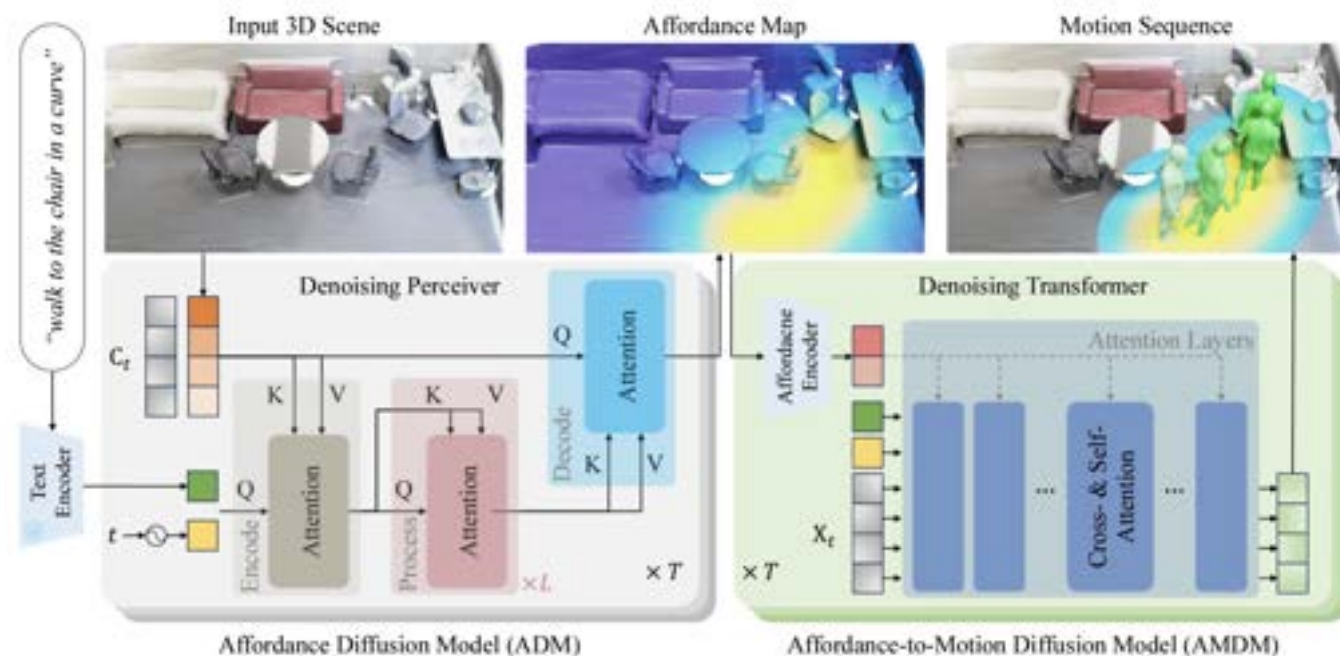 Input 3D Scene
Affordance Map
Motion Sequence
"walk to the chair in a curve"
Denoising Perceiver
Denoising Transformer
C_t
Q
Attention
Decode
K
V
K
V
K
V
Text
Encoder
Q
Encode
Attention
Q
Process
Attention
×L
t
×T
×T
Affordacne
Encoder
Attention Layers
...
Cross- & Self-
Attention
...
X_t
Affordance Diffusion Model (ADM)
Affordance-to-Motion Diffusion Model (AMDM)